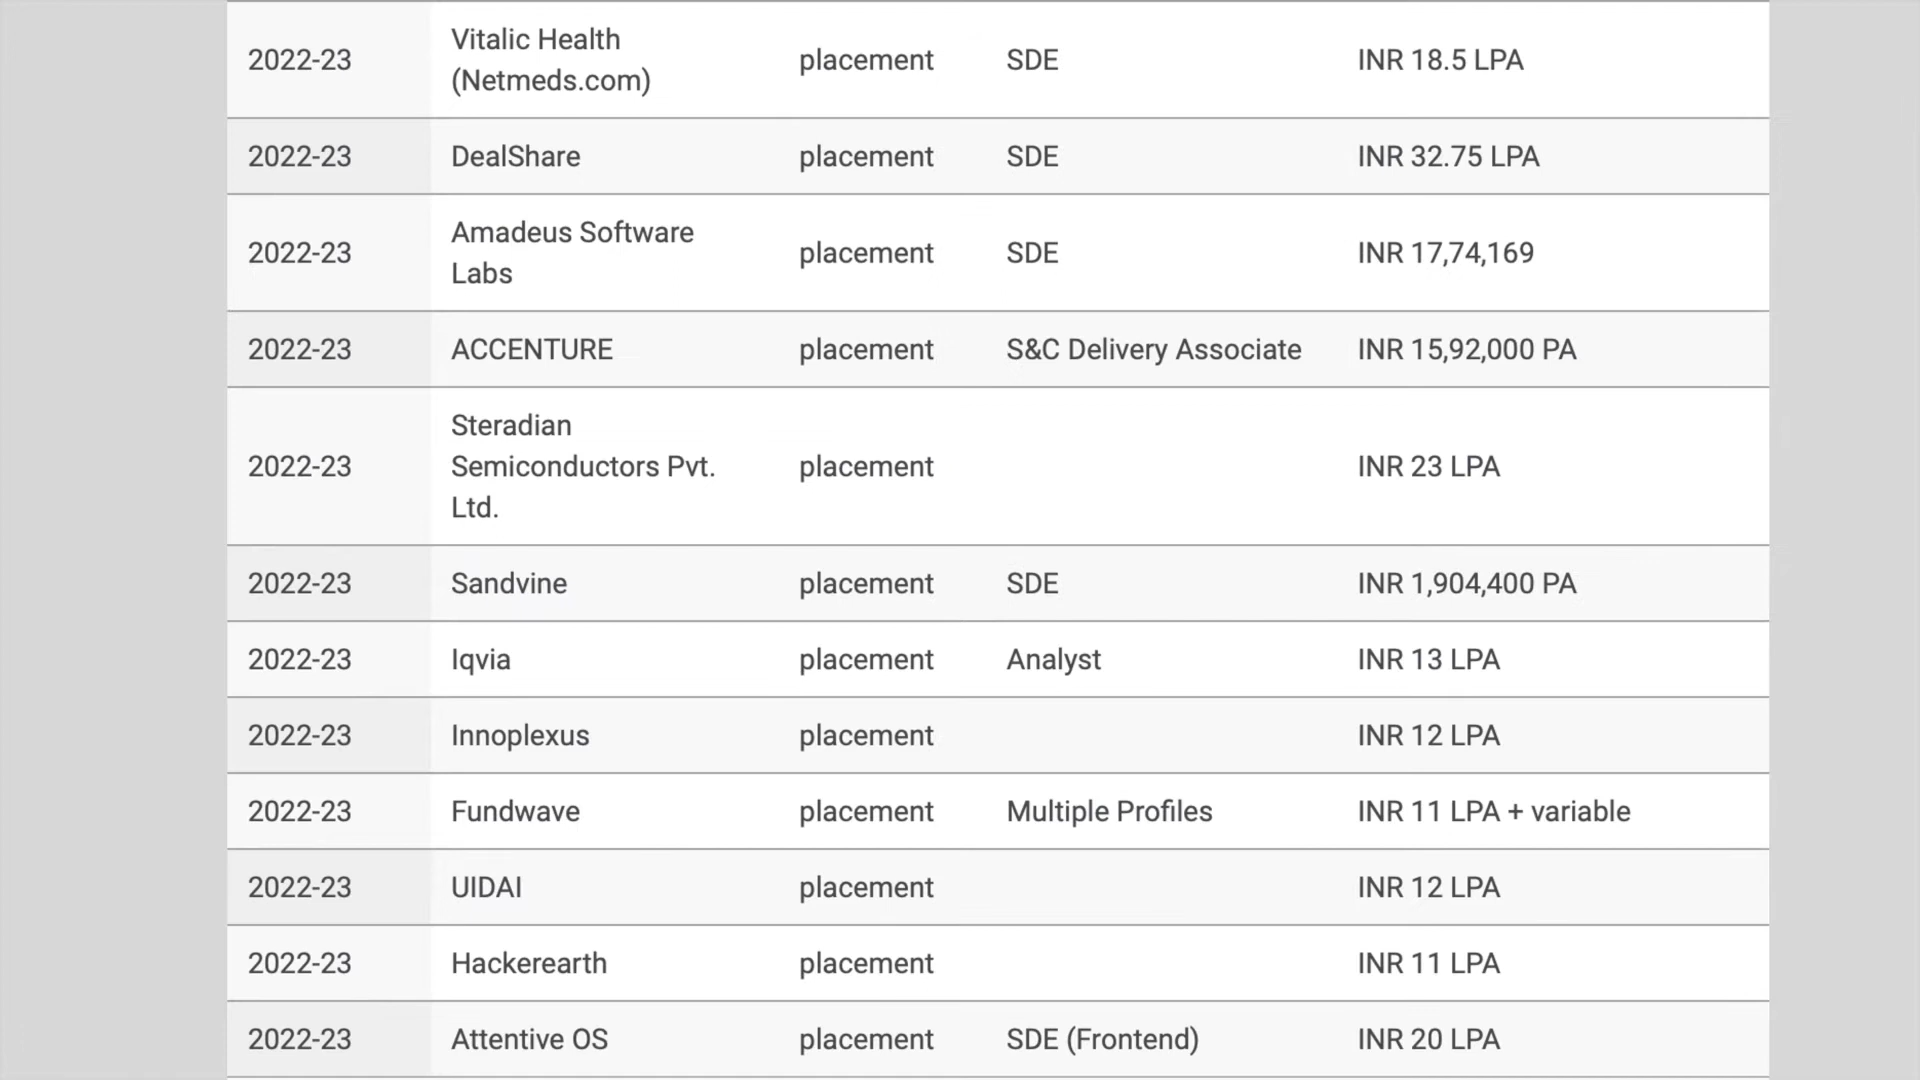 2022-23 Vitalic Health (Netmeds.com) placement SDE INR 18.5 LPA
2022-23 DealShare placement SDE INR 32.75 LPA
2022-23 Amadeus Software Labs placement SDE INR 17,74,169
2022-23 ACCENTURE placement S&C Delivery Associate INR 15,92,000 PA
2022-23 Steradian Semiconductors Pvt. Ltd. placement INR 23 LPA
2022-23 Sandvine placement SDE INR 1,904,400 PA
2022-23 Iqvia placement Analyst INR 13 LPA
2022-23 Innoplexus placement INR 12 LPA
2022-23 Fundwave placement Multiple Profiles INR 11 LPA + variable
2022-23 UIDAI placement INR 12 LPA
2022-23 Hackerearth placement INR 11 LPA
2022-23 Attentive OS placement SDE (Frontend) INR 20 LPA